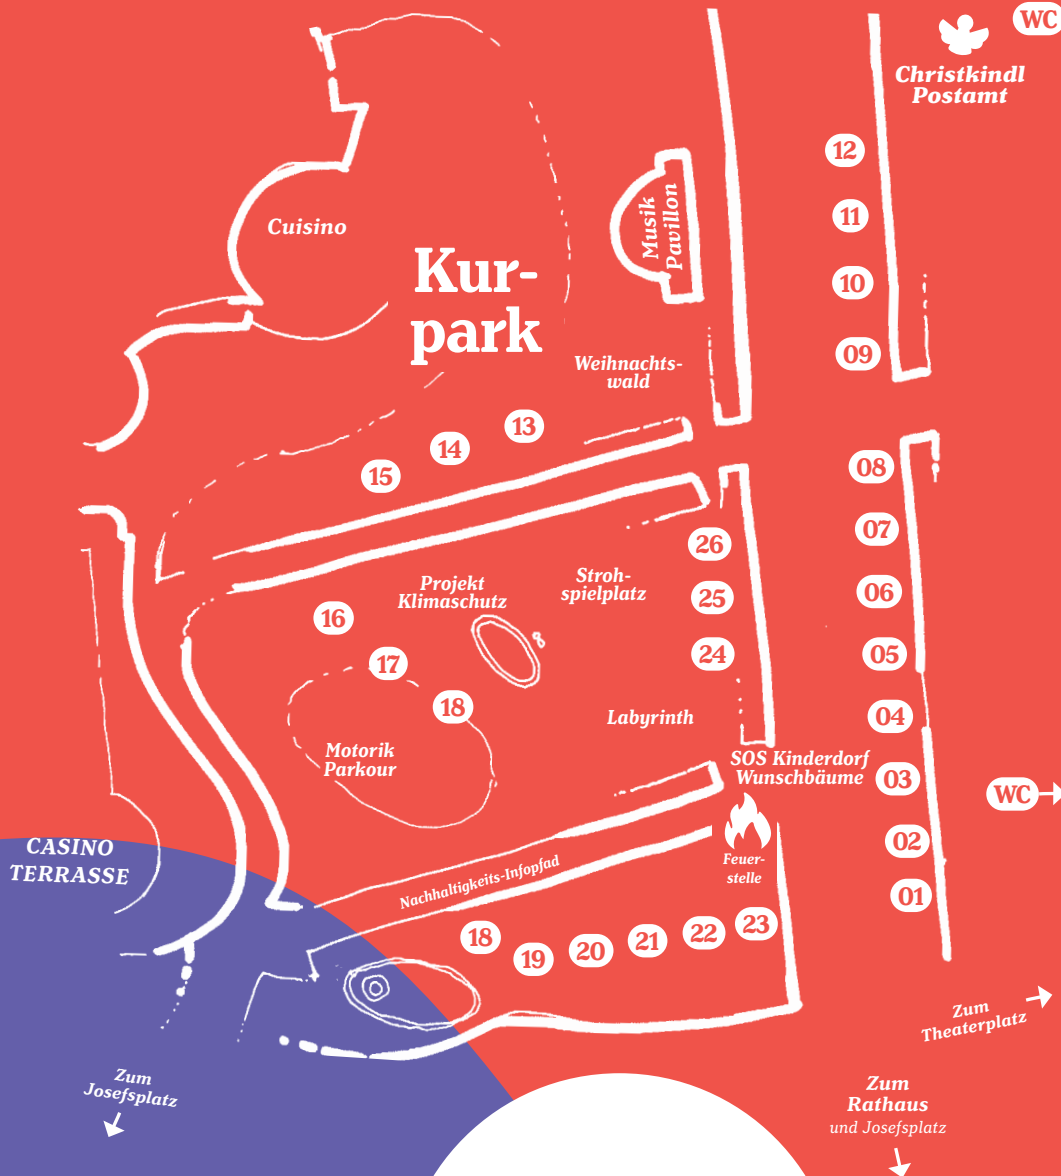 WC
Christkindl
Postamt
12
11
10
09
Cuisino
Musik
Pavillon
Kur-
park
Weihnachts-
wald
13
14
15
08
07
06
05
04
03
02
01
26
25
24
Projekt
Klimaschutz
Stroh-
spielplatz
16
17
18
Labyrinth
Motorik
Parkour
SOS Kinderdorf
Wunschbäume
WC
CASINO
TERRASSE
Nachhaltigkeits-Infopfad
Feuer-
stelle
18
19
20
21
22
23
Zum
Theaterplatz
Zum
Josefsplatz
Zum
Rathaus
und Josefsplatz